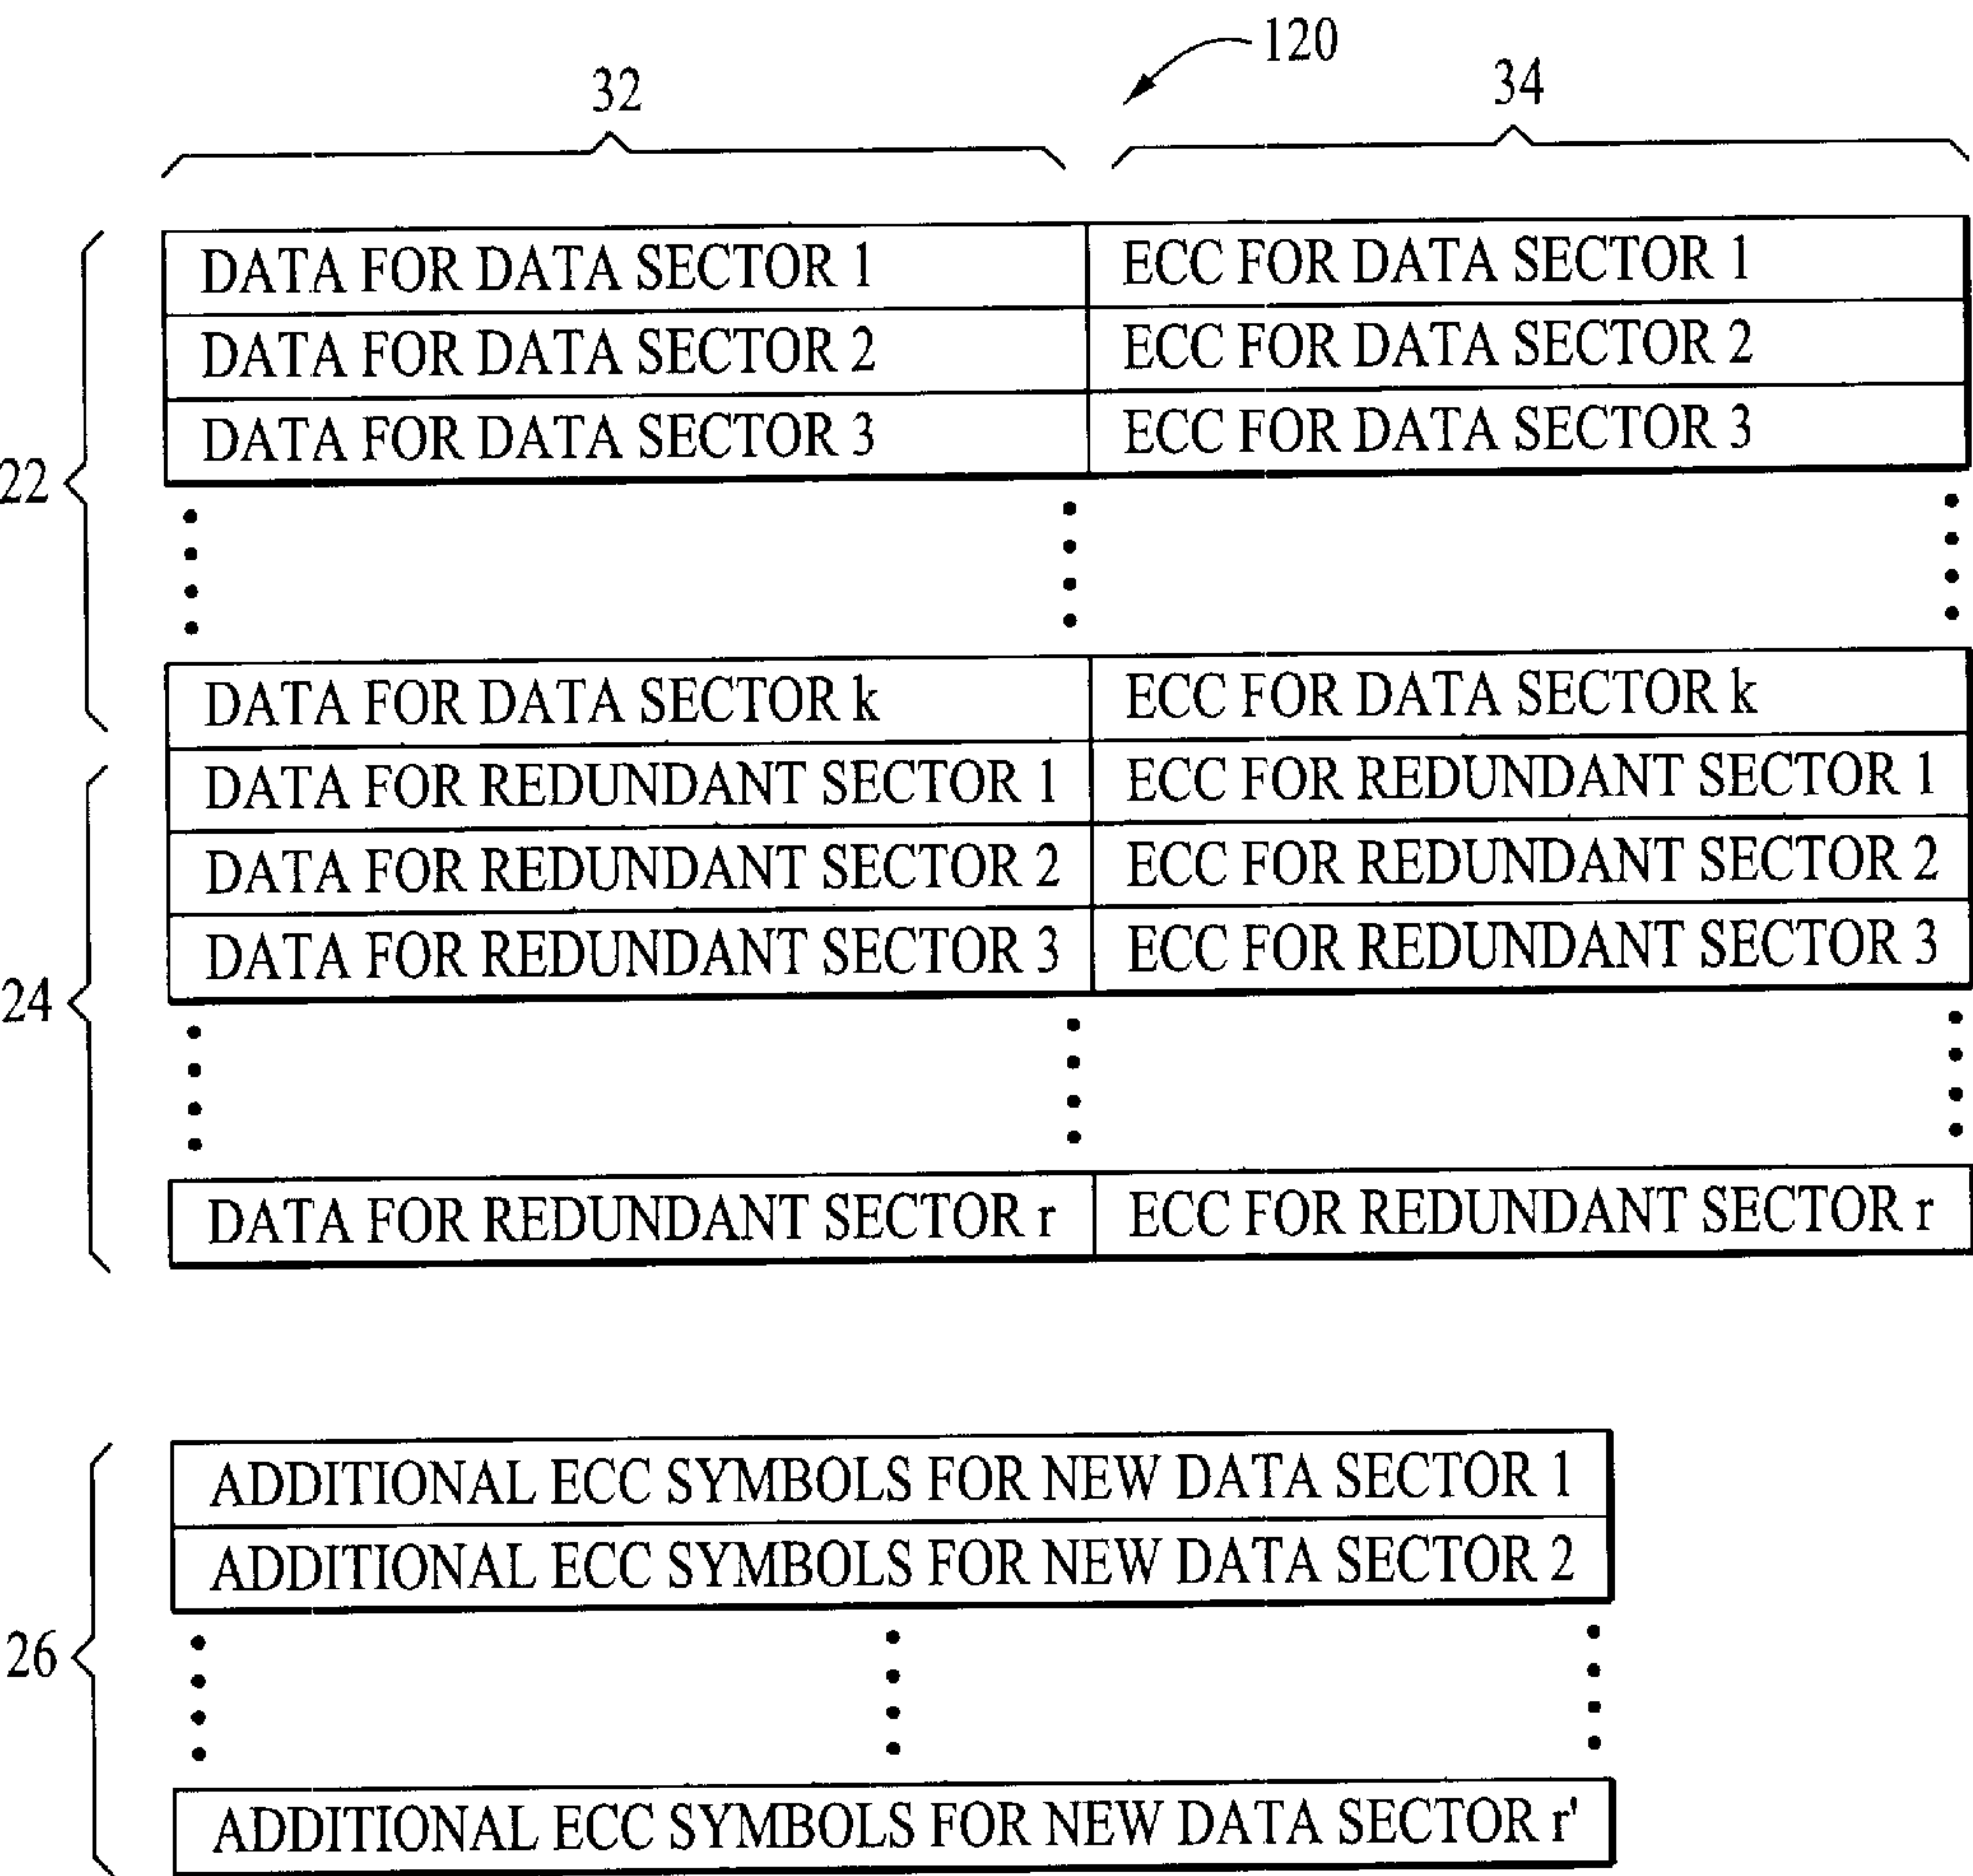 120
32
34
DATA FOR DATA SECTOR 1 ECC FOR DATA SECTOR 1
DATA FOR DATA SECTOR 2 ECC FOR DATA SECTOR 2
DATA FOR DATA SECTOR 3 ECC FOR DATA SECTOR 3
22
DATA FOR DATA SECTOR k ECC FOR DATA SECTOR k
DATA FOR REDUNDANT SECTOR 1 ECC FOR REDUNDANT SECTOR 1
DATA FOR REDUNDANT SECTOR 2 ECC FOR REDUNDANT SECTOR 2
DATA FOR REDUNDANT SECTOR 3 ECC FOR REDUNDANT SECTOR 3
24
DATA FOR REDUNDANT SECTOR r ECC FOR REDUNDANT SECTOR r
ADDITIONAL ECC SYMBOLS FOR NEW DATA SECTOR 1
ADDITIONAL ECC SYMBOLS FOR NEW DATA SECTOR 2
26
ADDITIONAL ECC SYMBOLS FOR NEW DATA SECTOR r'